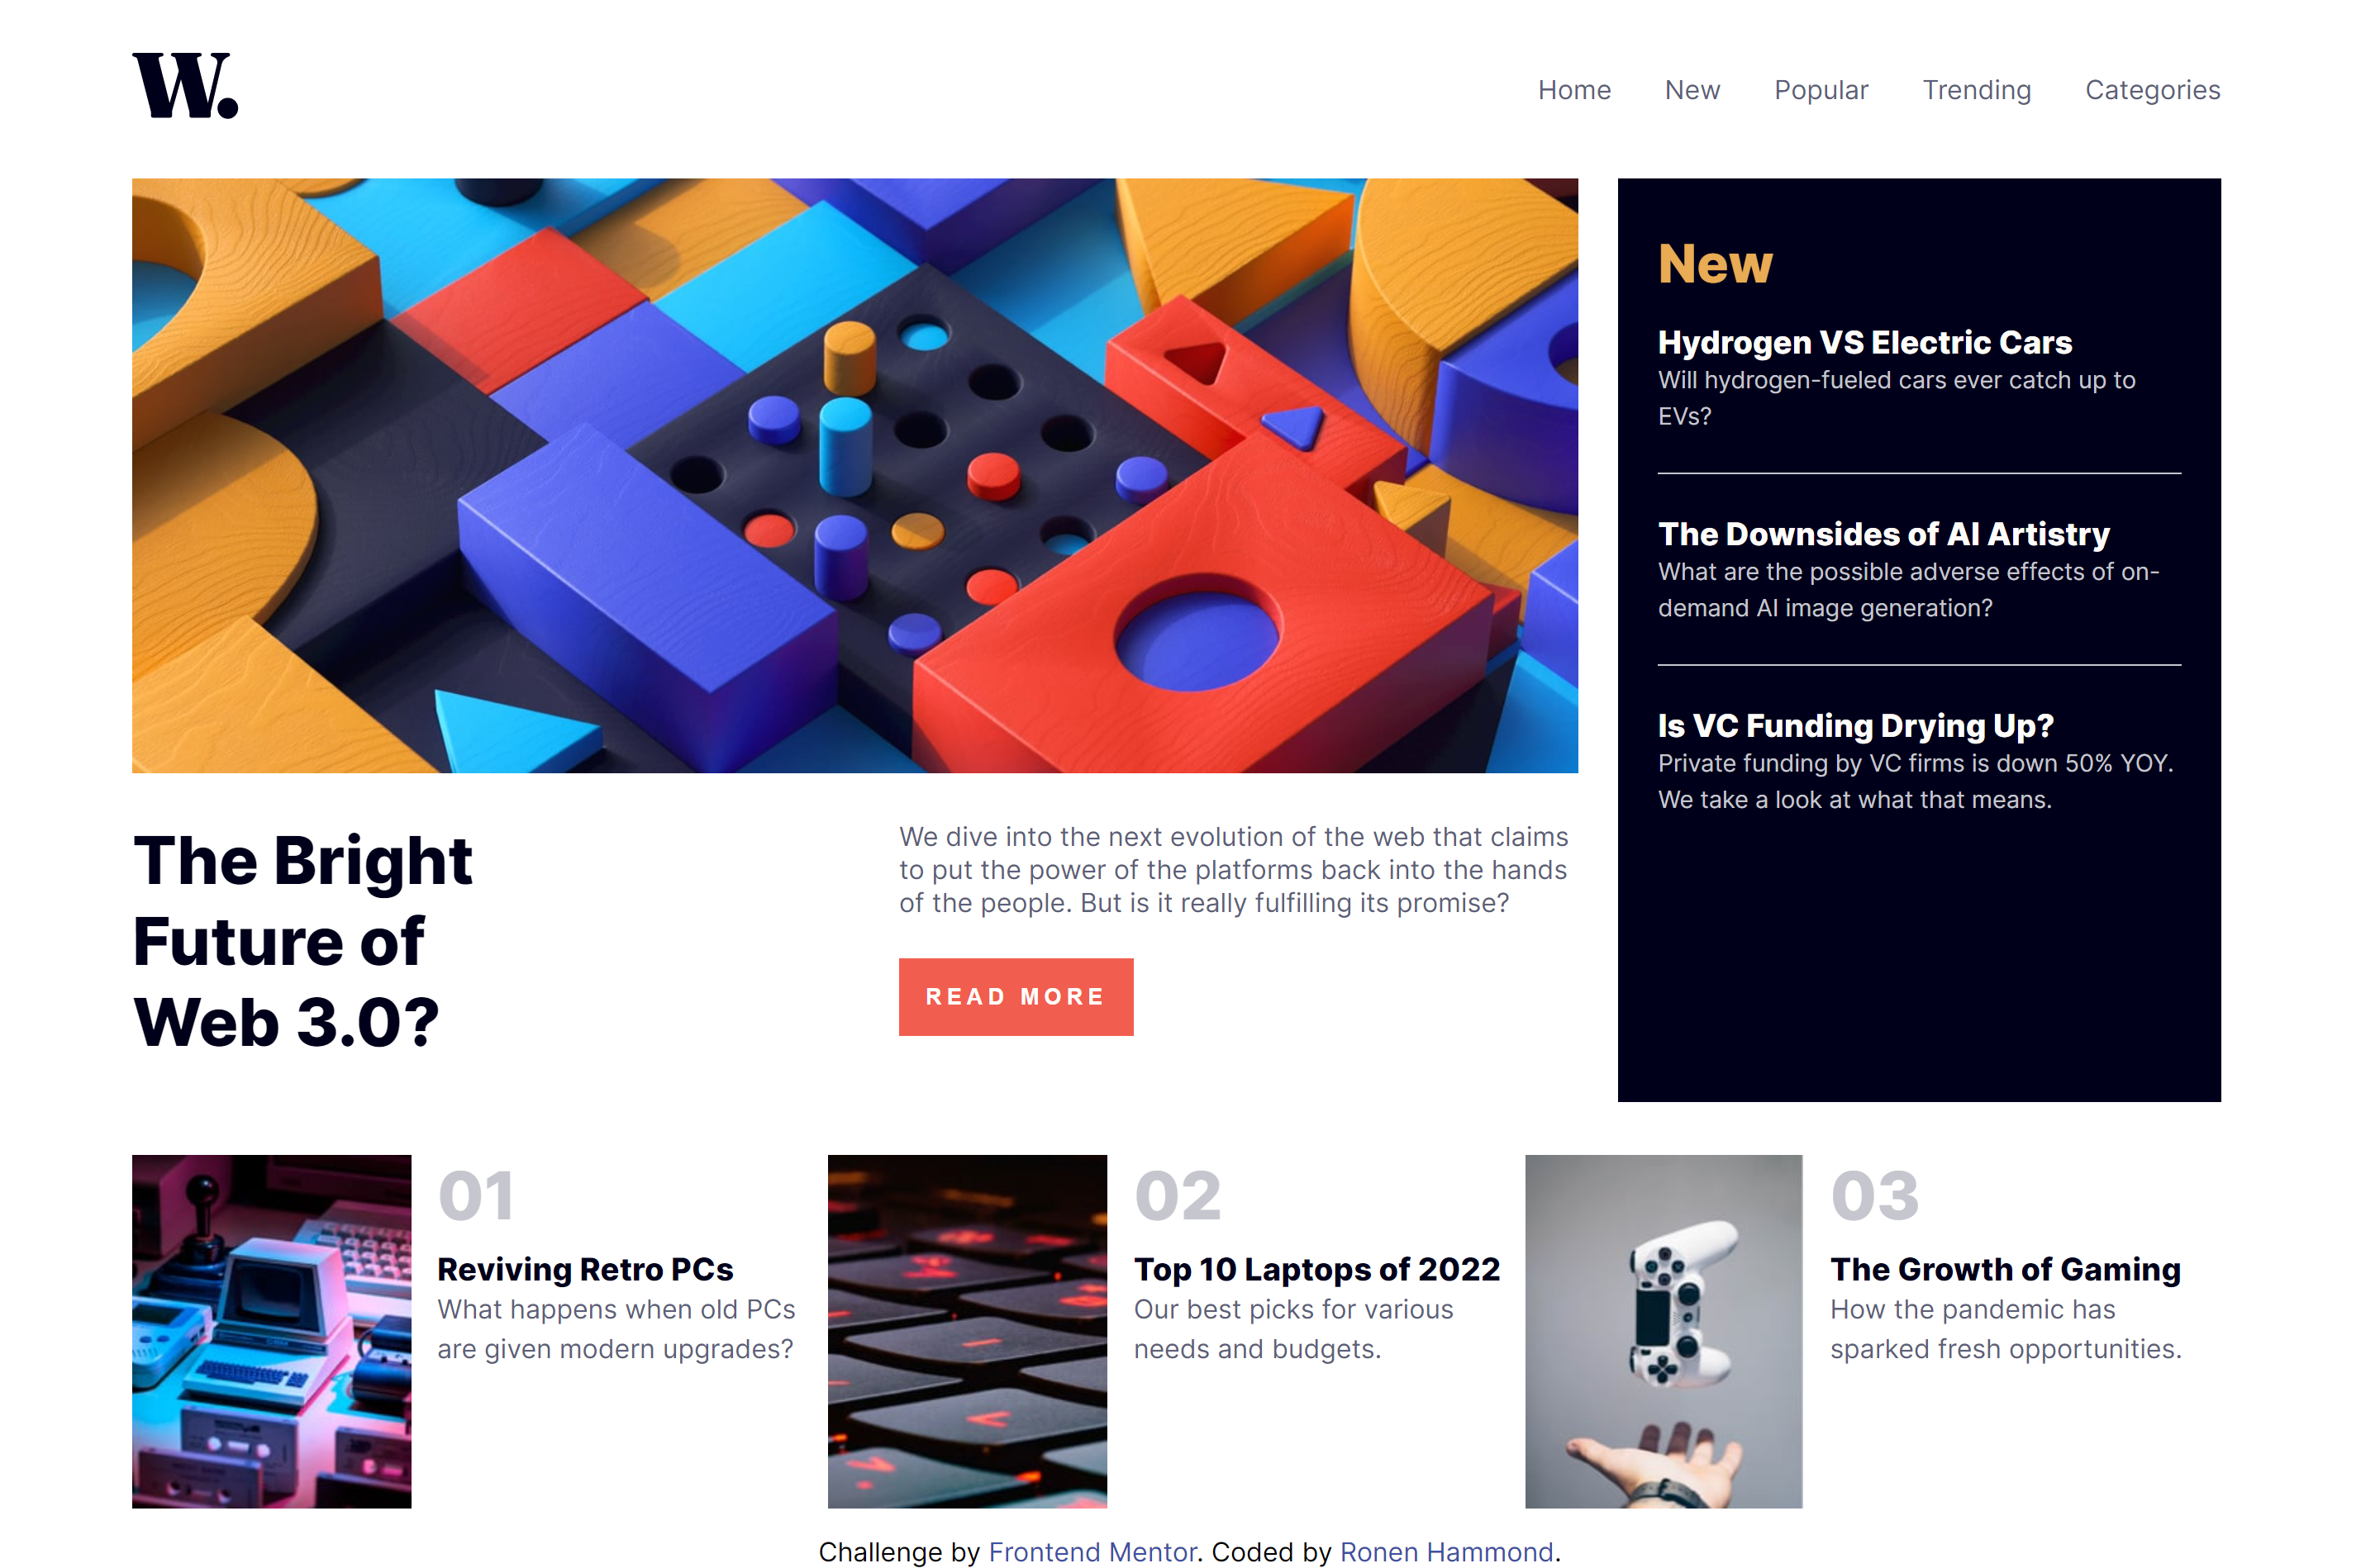 W.
Home New Popular Trending Categories
New
Hydrogen VS Electric Cars
Will hydrogen-fueled cars ever catch up to
EVs?
The Downsides of AI Artistry
What are the possible adverse effects of on-
demand AI image generation?
Is VC Funding Drying Up?
Private funding by VC firms is down 50% YOY.
We take a look at what that means.
The Bright
Future of
Web 3.0?
We dive into the next evolution of the web that claims
to put the power of the platforms back into the hands
of the people. But is it really fulfilling its promise?
READ MORE
01
Reviving Retro PCs
What happens when old PCs
are given modern upgrades?
02
Top 10 Laptops of 2022
Our best picks for various
needs and budgets.
03
The Growth of Gaming
How the pandemic has
sparked fresh opportunities.
Challenge by Frontend Mentor. Coded by Ronen Hammond.